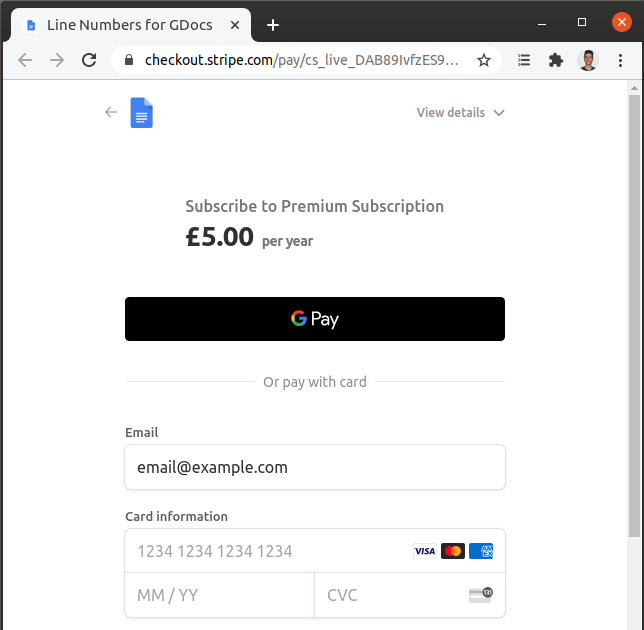 Line Numbers for GDocs
checkout.stripe.com/pay/cs_live_DAB89IvfzES9...
View details
Subscribe to Premium Subscription
£5.00 per year
G Pay
Or pay with card
Email
email@example.com
Card information
1234 1234 1234 1234 VISA
MM / YY CVC